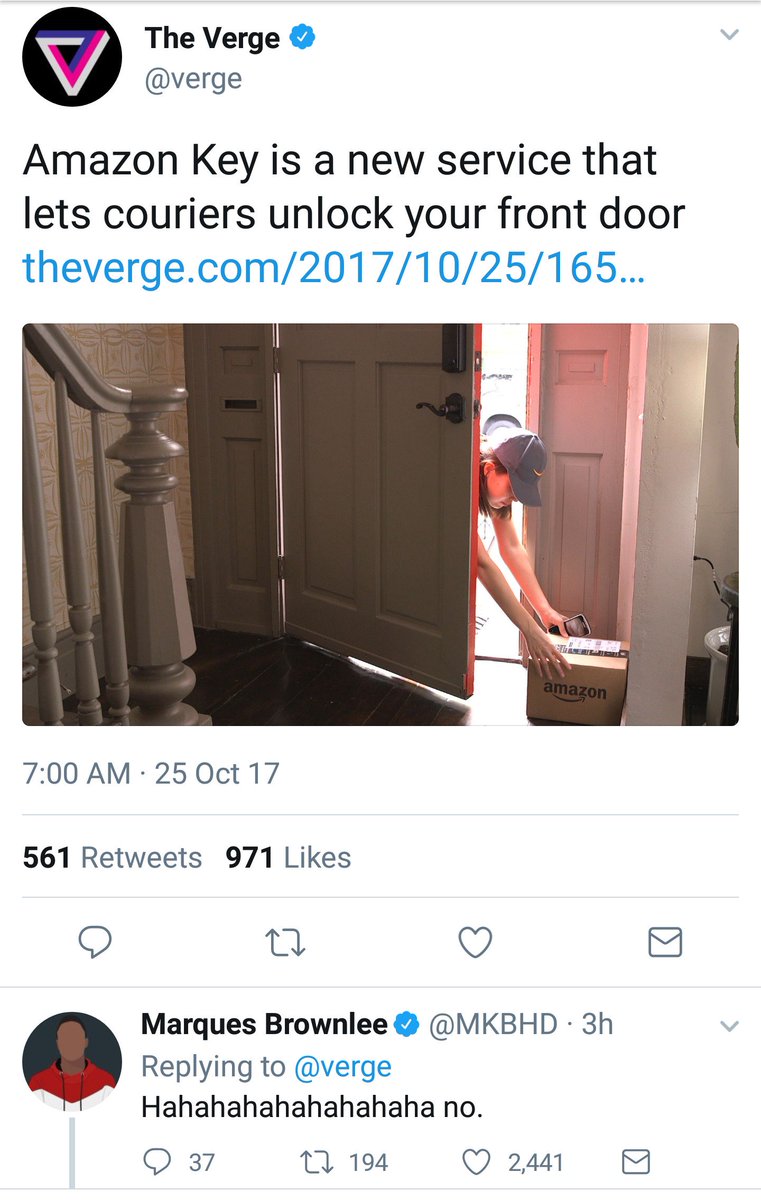 The Verge
@verge
Amazon Key is a new service that
lets couriers unlock your front door
theverge.com/2017/10/25/165…
amazon
7:00 AM · 25 Oct 17
561 Retweets 971 Likes
Marques Brownlee @MKBHD · 3h
Replying to @verge
Hahahahahahahahaha no.
37 194 2,441